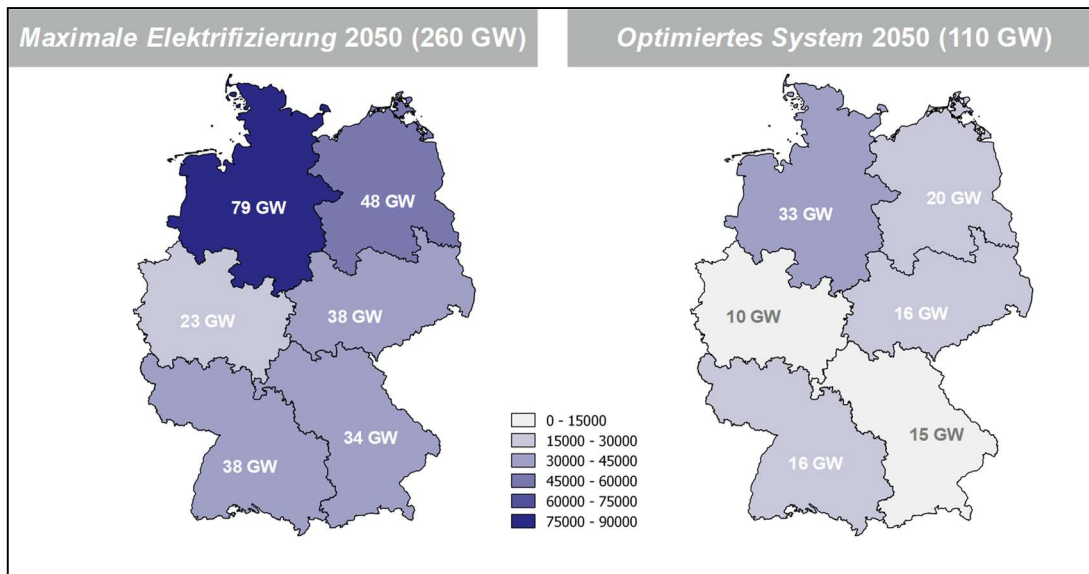 Maximale Elektrifizierung 2050 (260 GW)
Optimiertes System 2050 (110 GW)
79 GW
48 GW
23 GW
38 GW
38 GW
34 GW
0 - 15000
15000 - 30000
30000 - 45000
45000 - 60000
60000 - 75000
75000 - 90000
33 GW
20 GW
10 GW
16 GW
16 GW
15 GW